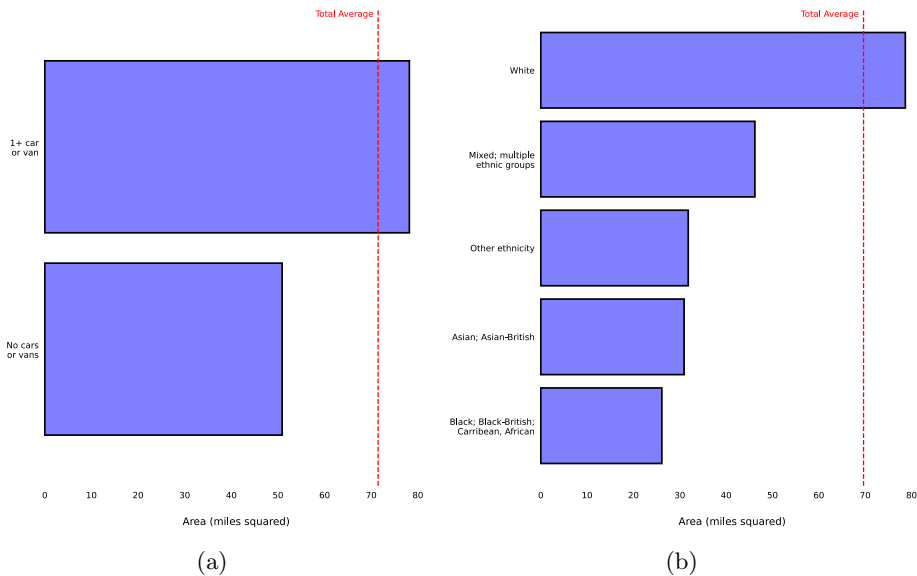 Total Average
1+ car
or van
No cars
or vans
0 10 20 30 40 50 60 70 80
Area (miles squared)
(a)
Total Average
White
Mixed; multiple
ethnic groups
Other ethnicity
Asian; Asian-British
Black; Black-British;
Carribean, African
0 10 20 30 40 50 60 70 80
Area (miles squared)
(b)